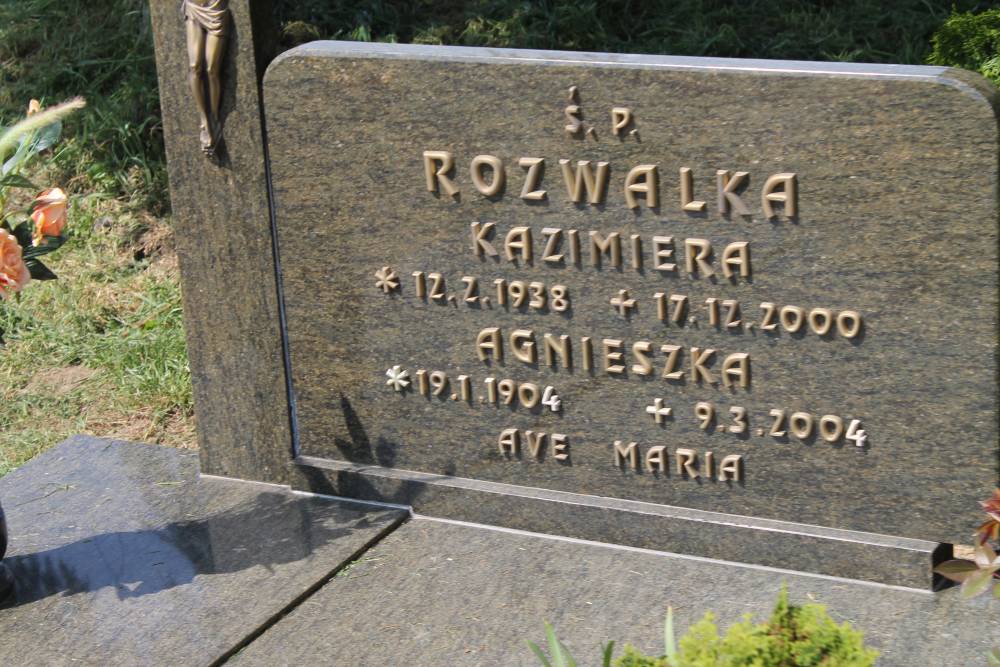 Ś. P.
ROZWALKA
KAZIMIERA
* 12.2.1938 + 17.12.2000
AGNIESZKA
* 19.1.1904 + 9.3.2004
AVE MARIA